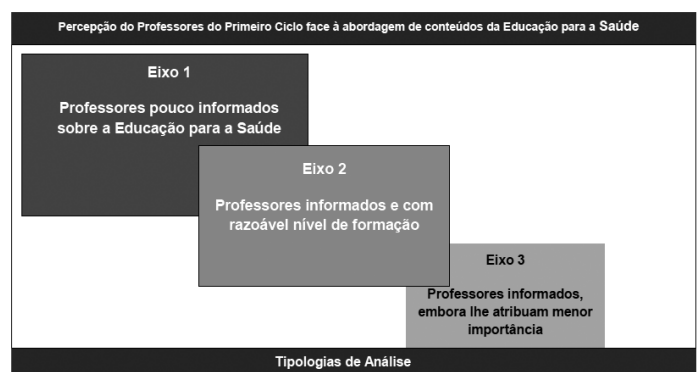 Percepção do Professores do Primeiro Ciclo face à abordagem de conteúdos da Educação para a Saúde
Eixo 1
Professores pouco informados
sobre a Educação para a Saúde
Eixo 2
Professores informados e com
razoável nível de formação
Eixo 3
Professores informados,
embora lhe atribuam menor
importância
Tipologias de Análise